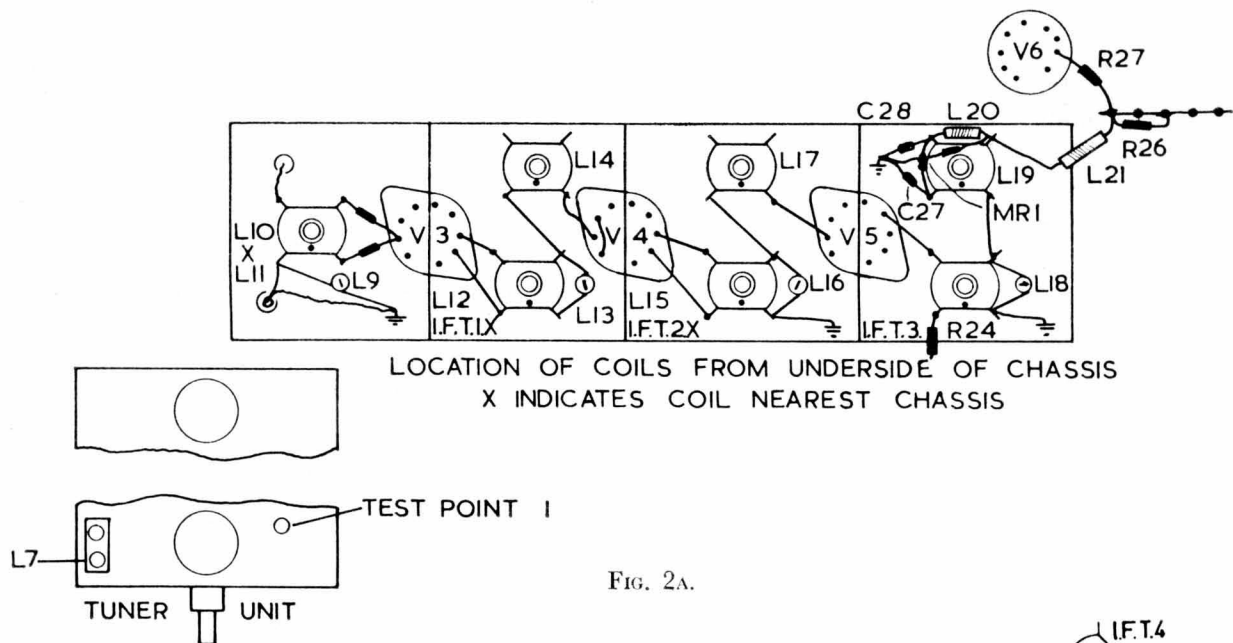 V6
R27
C28 L20
R26
L21
L14
L17
L19
C27
MR1
V 3
V 4
V 5
L10
X
L11
L9
L12
I.F.T.1X
L13
L15
I.F.T.2X
L16
I.F.T.3.
R24
L18
LOCATION OF COILS FROM UNDERSIDE OF CHASSIS
X INDICATES COIL NEAREST CHASSIS
TEST POINT 1
L7
TUNER UNIT
FIG. 2A.
I.F.T.4